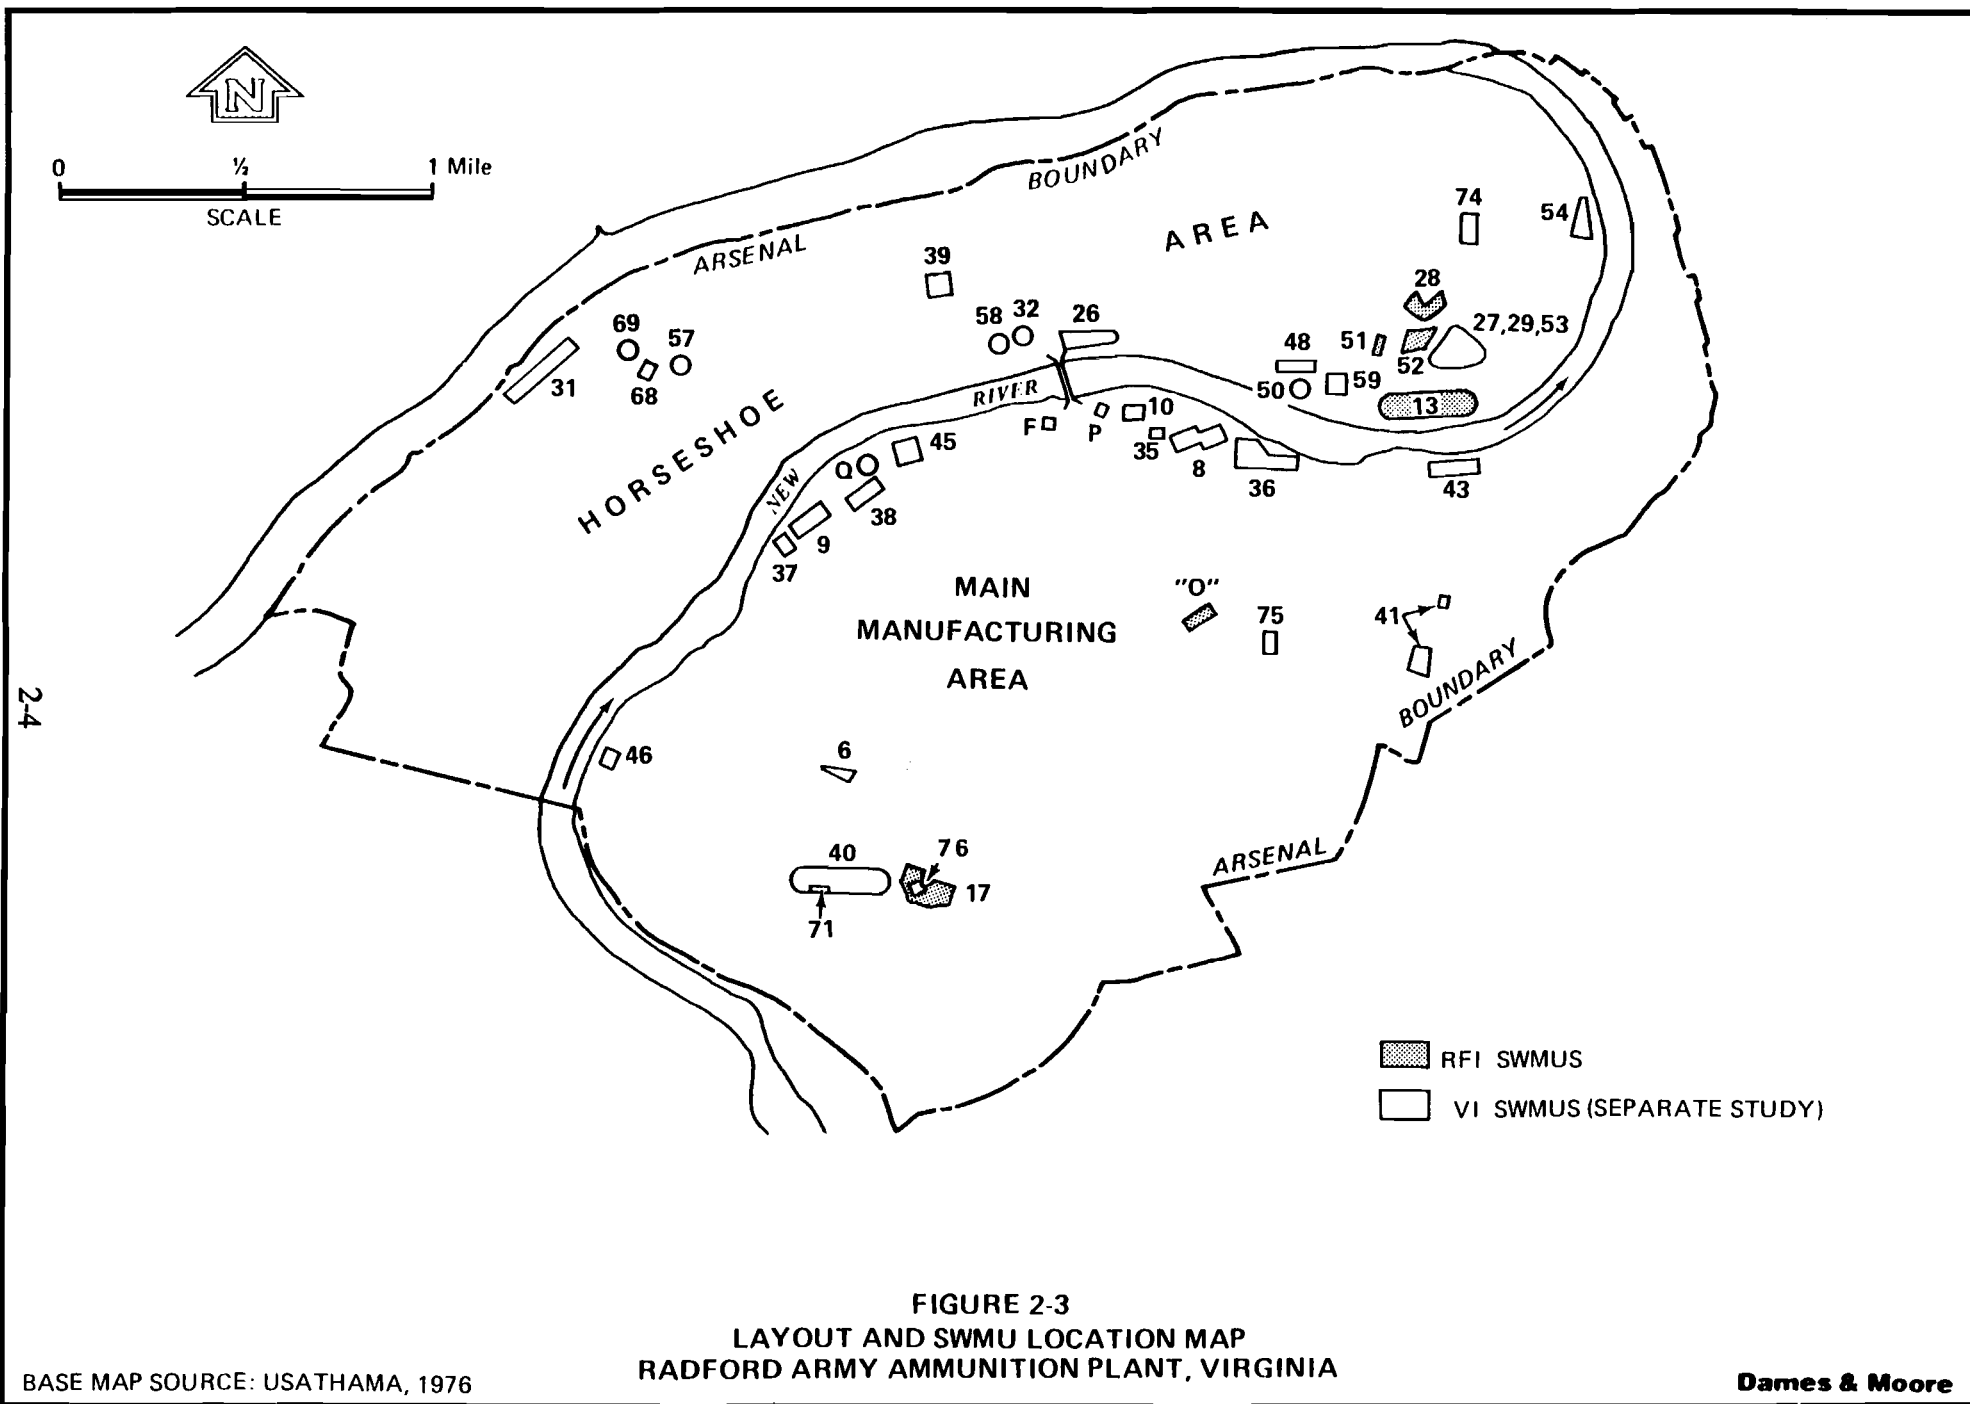 N
0 ½ 1 Mile
SCALE
BOUNDARY
ARSENAL
AREA
74
54
39
28
58 32 26
27,29,53
69
57
48
51
52
31
68
50
59
13
HORSESHOE
RIVER
F
P
10
35
8
36
43
45
Q
NEW
38
9
37
MAIN
MANUFACTURING
AREA
"O"
75
41
BOUNDARY
2-4
46
6
ARSENAL
40
76
17
71
RFI SWMUS
VI SWMUS (SEPARATE STUDY)
FIGURE 2-3
LAYOUT AND SWMU LOCATION MAP
RADFORD ARMY AMMUNITION PLANT, VIRGINIA
BASE MAP SOURCE: USATHAMA, 1976
Dames & Moore